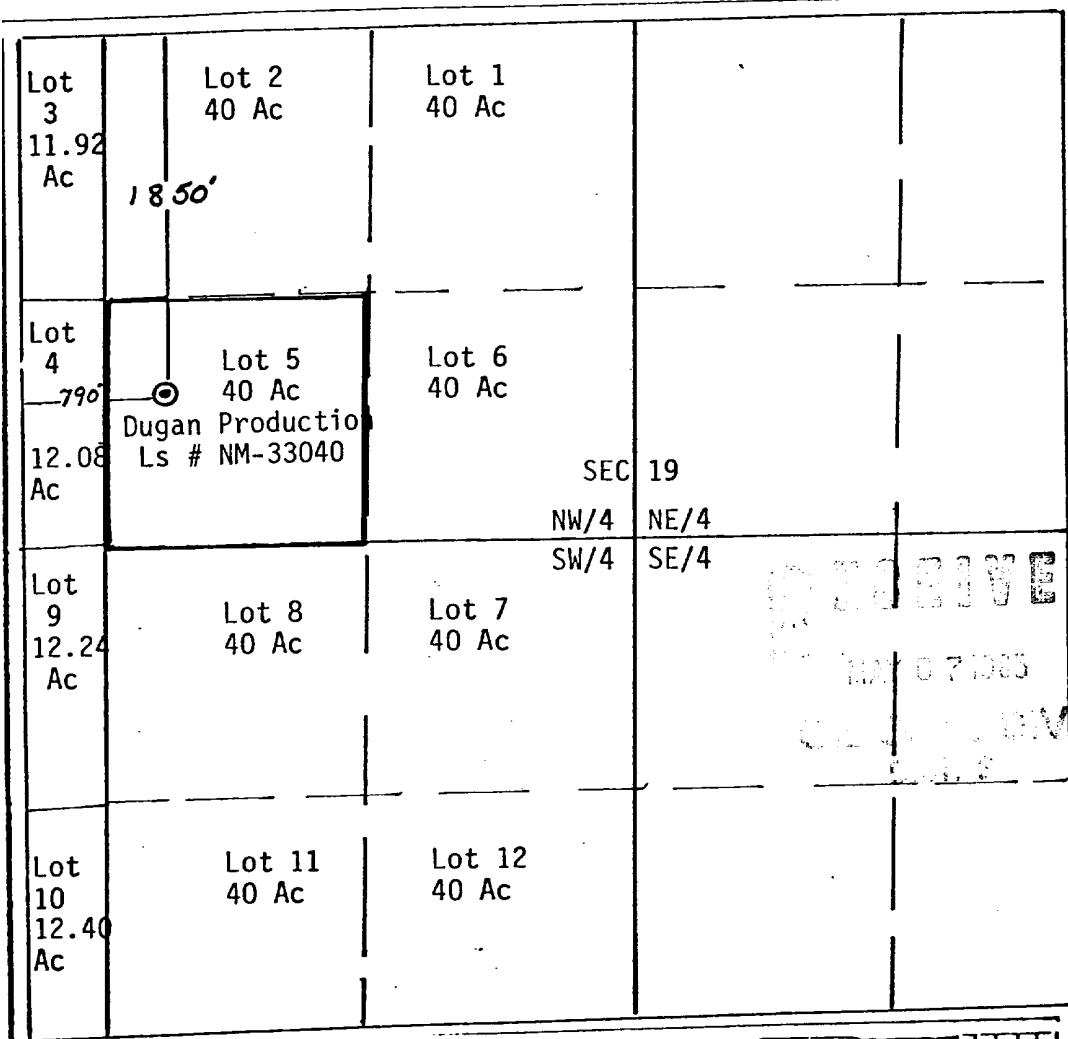 Lot
3
11.92
Ac
Lot 2
40 Ac
Lot 1
40 Ac
1850'
Lot
4
12.08
Ac
790'
Lot 5
40 Ac
Dugan Production
Ls # NM-33040
Lot 6
40 Ac
SEC 19
NW/4 NE/4
SW/4 SE/4
Lot
9
12.24
Ac
Lot 8
40 Ac
Lot 7
40 Ac
Lot
10
12.40
Ac
Lot 11
40 Ac
Lot 12
40 Ac